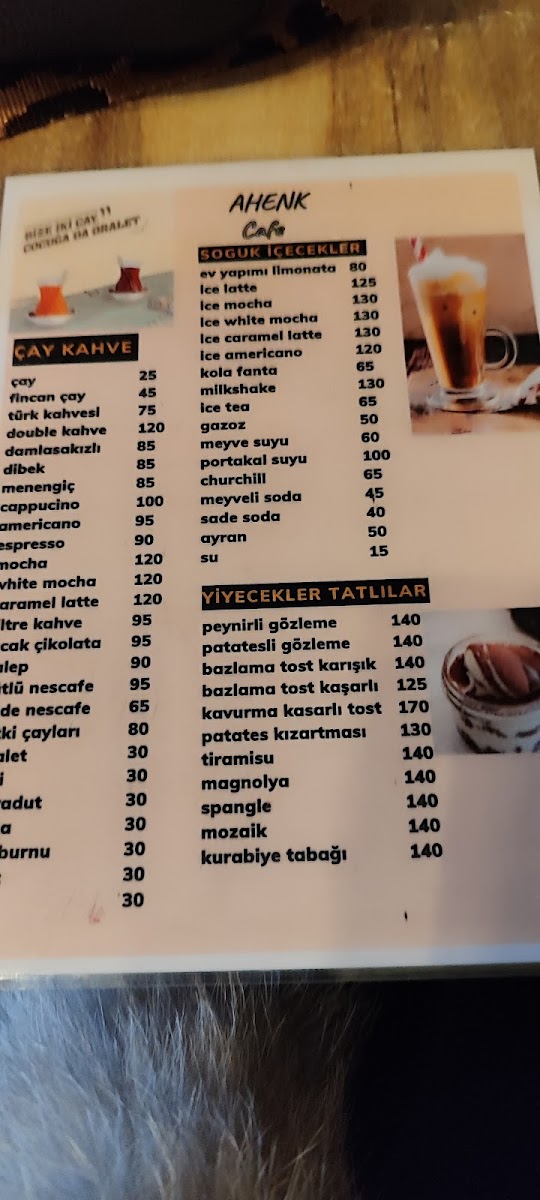 BİZE İKİ ÇAY
ÇOCUĞA DA ORALET
AHENK
Cafe
ÇAY KAHVE
çay 25
fincan çay 45
türk kahvesi 75
double kahve 120
damlasakızlı 85
dibek 85
menengiç 85
cappucino 100
americano 95
espresso 90
mocha 120
white mocha 120
aramel latte 120
ltre kahve 95
cak çikolata 95
alep 90
tlü nescafe 95
de nescafe 65
ki çayları 80
alet 30
i 30
adut 30
a 30
burnu 30
30
30
SOGUK İÇECEKLER
ev yapımı limonata 80
ice latte 125
ice mocha 130
ice white mocha 130
ice caramel latte 130
ice americano 120
kola fanta 65
milkshake 130
ice tea 65
gazoz 50
meyve suyu 60
portakal suyu 100
churchill 65
meyveli soda 45
sade soda 40
ayran 50
su 15
YİYECEKLER TATLILAR
peynirli gözleme 140
patatesli gözleme 140
bazlama tost karışık 140
bazlama tost kaşarlı 125
kavurma kasarlı tost 170
patates kızartması 130
tiramisu 140
magnolya 140
spangle 140
mozaik 140
kurabiye tabağı 140